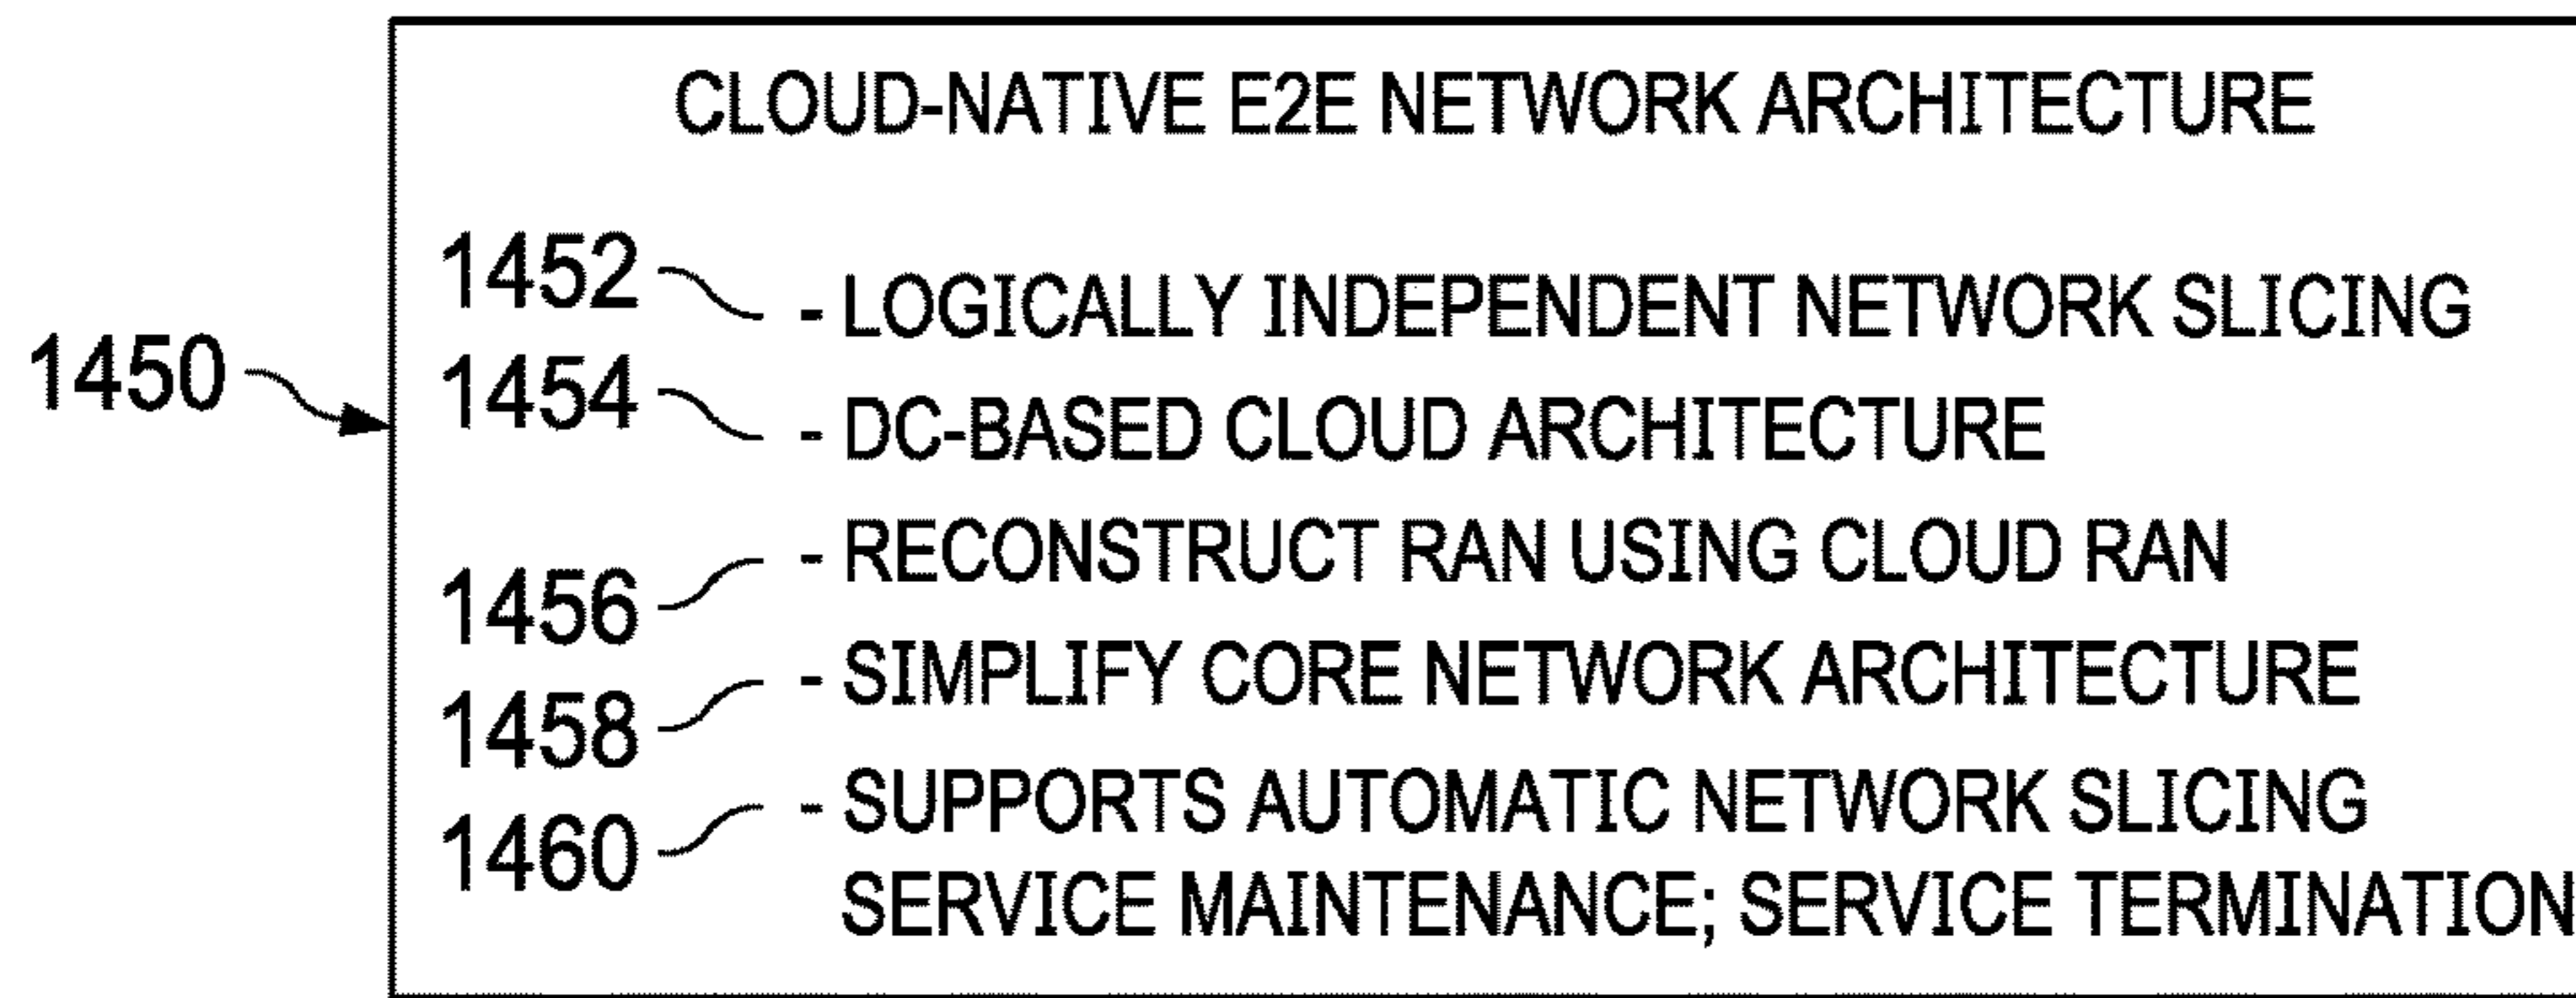 CLOUD-NATIVE E2E NETWORK ARCHITECTURE
1450
1452 - LOGICALLY INDEPENDENT NETWORK SLICING
1454 - DC-BASED CLOUD ARCHITECTURE
1456 - RECONSTRUCT RAN USING CLOUD RAN
1458 - SIMPLIFY CORE NETWORK ARCHITECTURE
1460 - SUPPORTS AUTOMATIC NETWORK SLICING
SERVICE MAINTENANCE; SERVICE TERMINATION